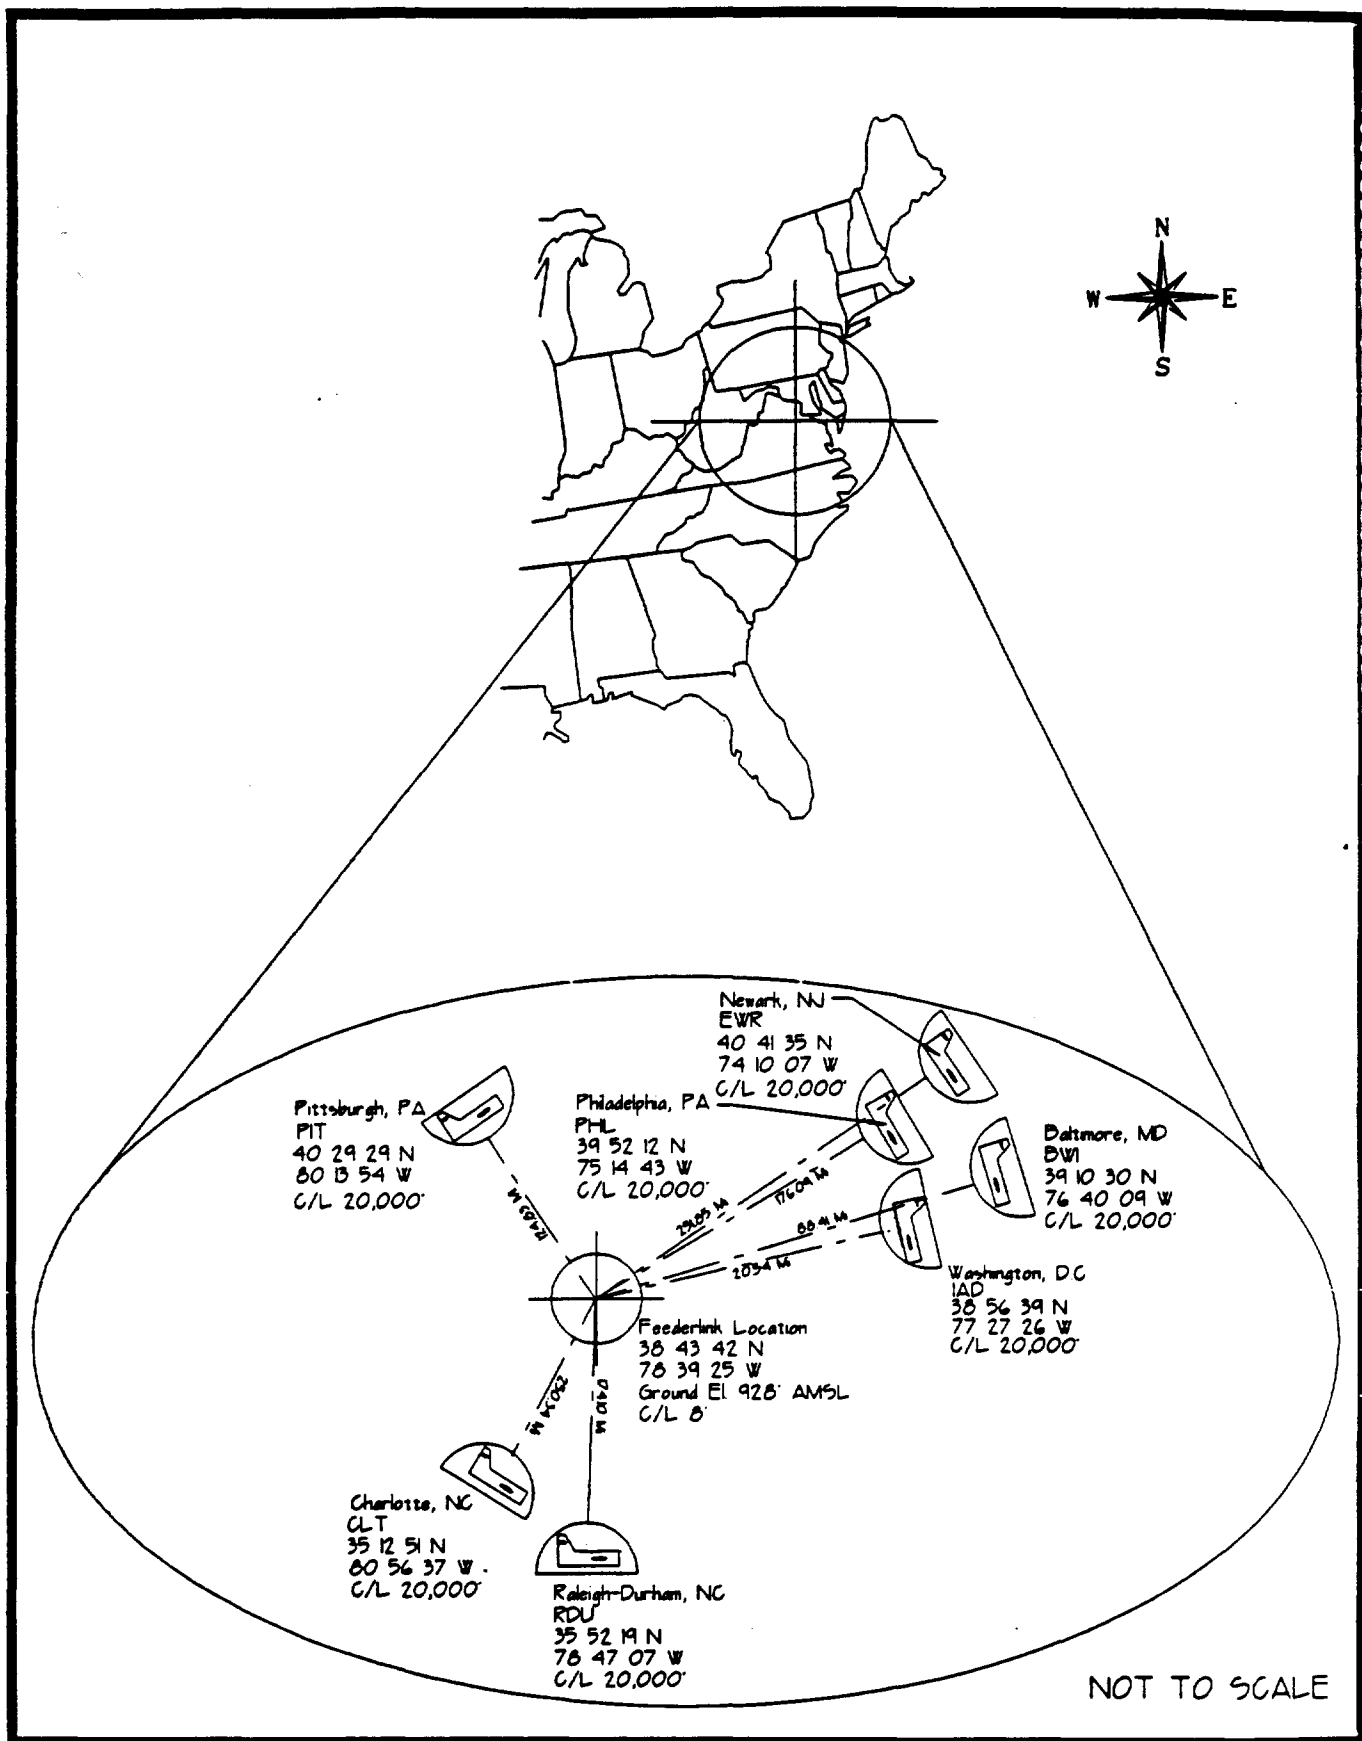 N
W E
S
Newark, NJ
EWR
40 41 35 N
74 10 07 W
C/L 20,000'
Pittsburgh, PA
PIT
40 29 29 N
80 13 54 W
C/L 20,000'
Philadelphia, PA
PHL
39 52 12 N
75 14 43 W
C/L 20,000'
Baltimore, MD
BWI
39 10 30 N
76 40 09 W
C/L 20,000'
176.09 M
88.41 M
Washington, D.C
IAD
38 56 39 N
77 27 26 W
C/L 20,000'
Feederlink Location
38 43 42 N
78 39 25 W
Ground El 928' AMSL
C/L 8'
Charlotte, NC
CLT
35 12 51 N
80 56 37 W
C/L 20,000'
Raleigh-Durham, NC
RDU
35 52 19 N
78 47 07 W
C/L 20,000'
NOT TO SCALE